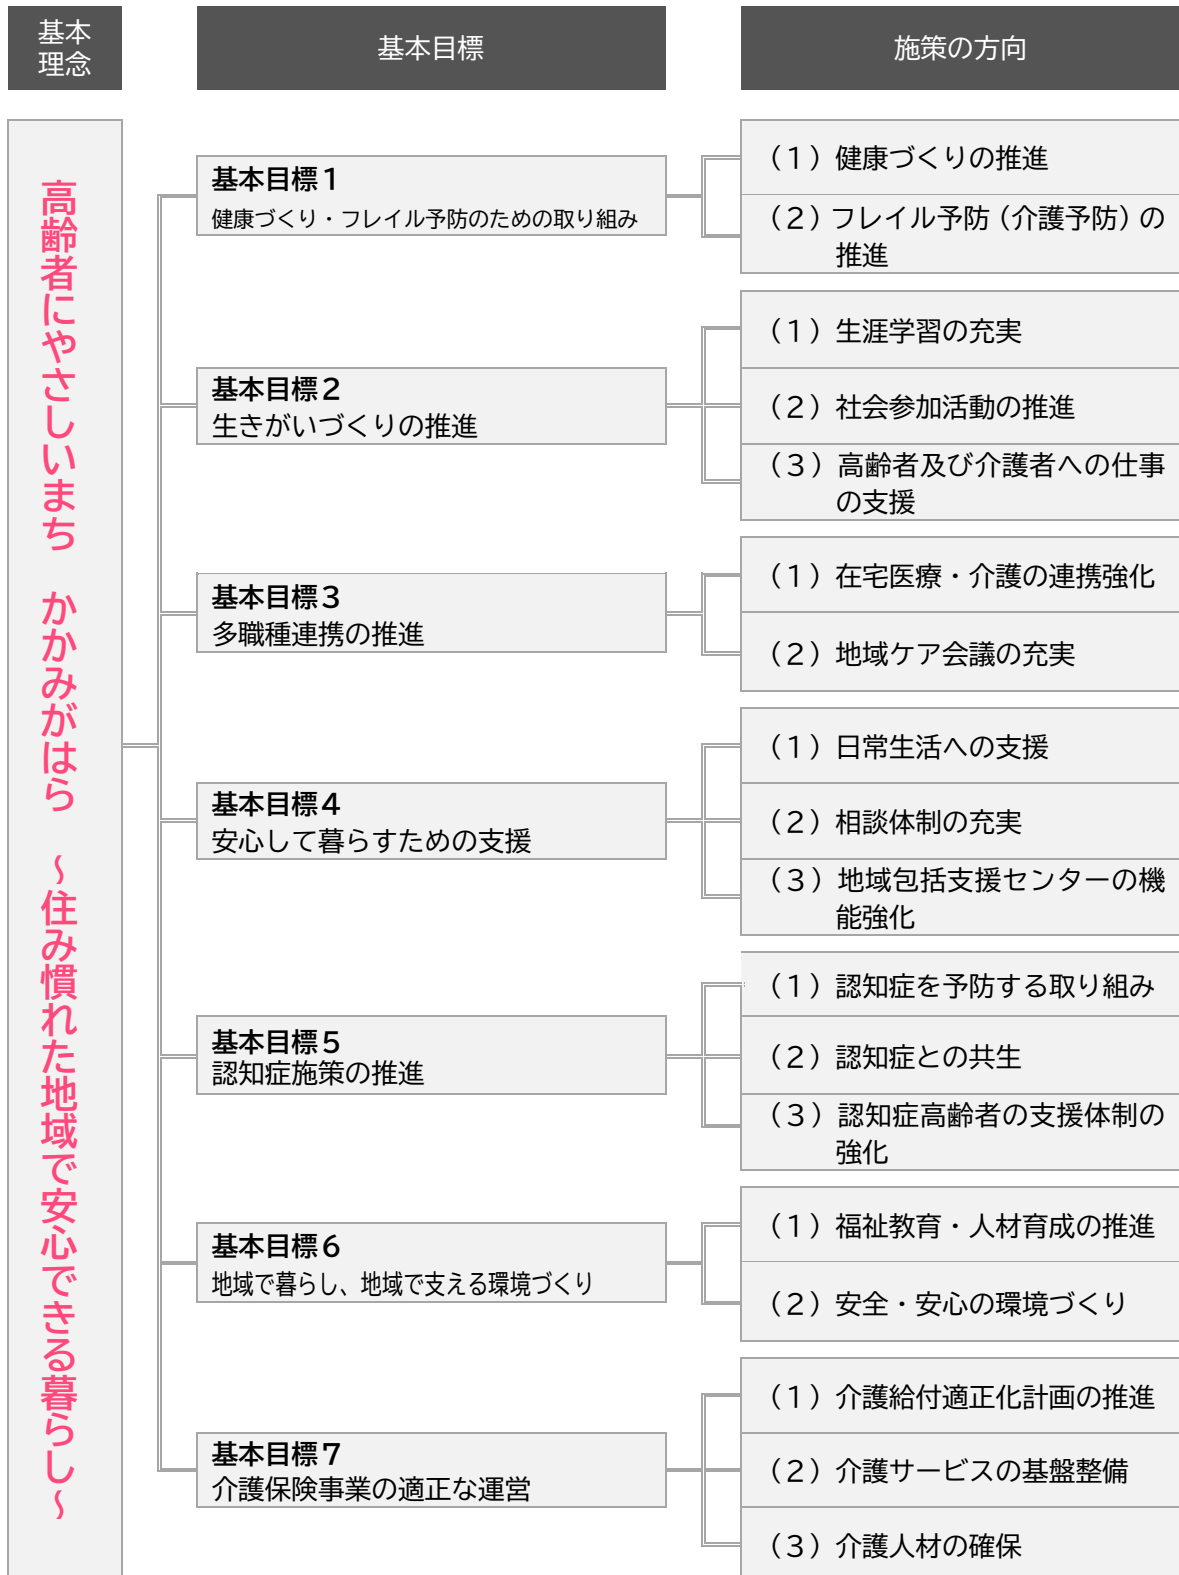 基本
理念
基本目標
施策の方向
高齢者にやさしいまち　かかみがはら　～住み慣れた地域で安心できる暮らし～
基本目標１
健康づくり・フレイル予防のための取り組み
（１）健康づくりの推進
（２）フレイル予防（介護予防）の
推進
基本目標２
生きがいづくりの推進
（１）生涯学習の充実
（２）社会参加活動の推進
（３）高齢者及び介護者への仕事
の支援
基本目標３
多職種連携の推進
（１）在宅医療・介護の連携強化
（２）地域ケア会議の充実
基本目標４
安心して暮らすための支援
（１）日常生活への支援
（２）相談体制の充実
（３）地域包括支援センターの機
能強化
基本目標５
認知症施策の推進
（１）認知症を予防する取り組み
（２）認知症との共生
（３）認知症高齢者の支援体制の
強化
基本目標６
地域で暮らし、地域で支える環境づくり
（１）福祉教育・人材育成の推進
（２）安全・安心の環境づくり
基本目標７
介護保険事業の適正な運営
（１）介護給付適正化計画の推進
（２）介護サービスの基盤整備
（３）介護人材の確保